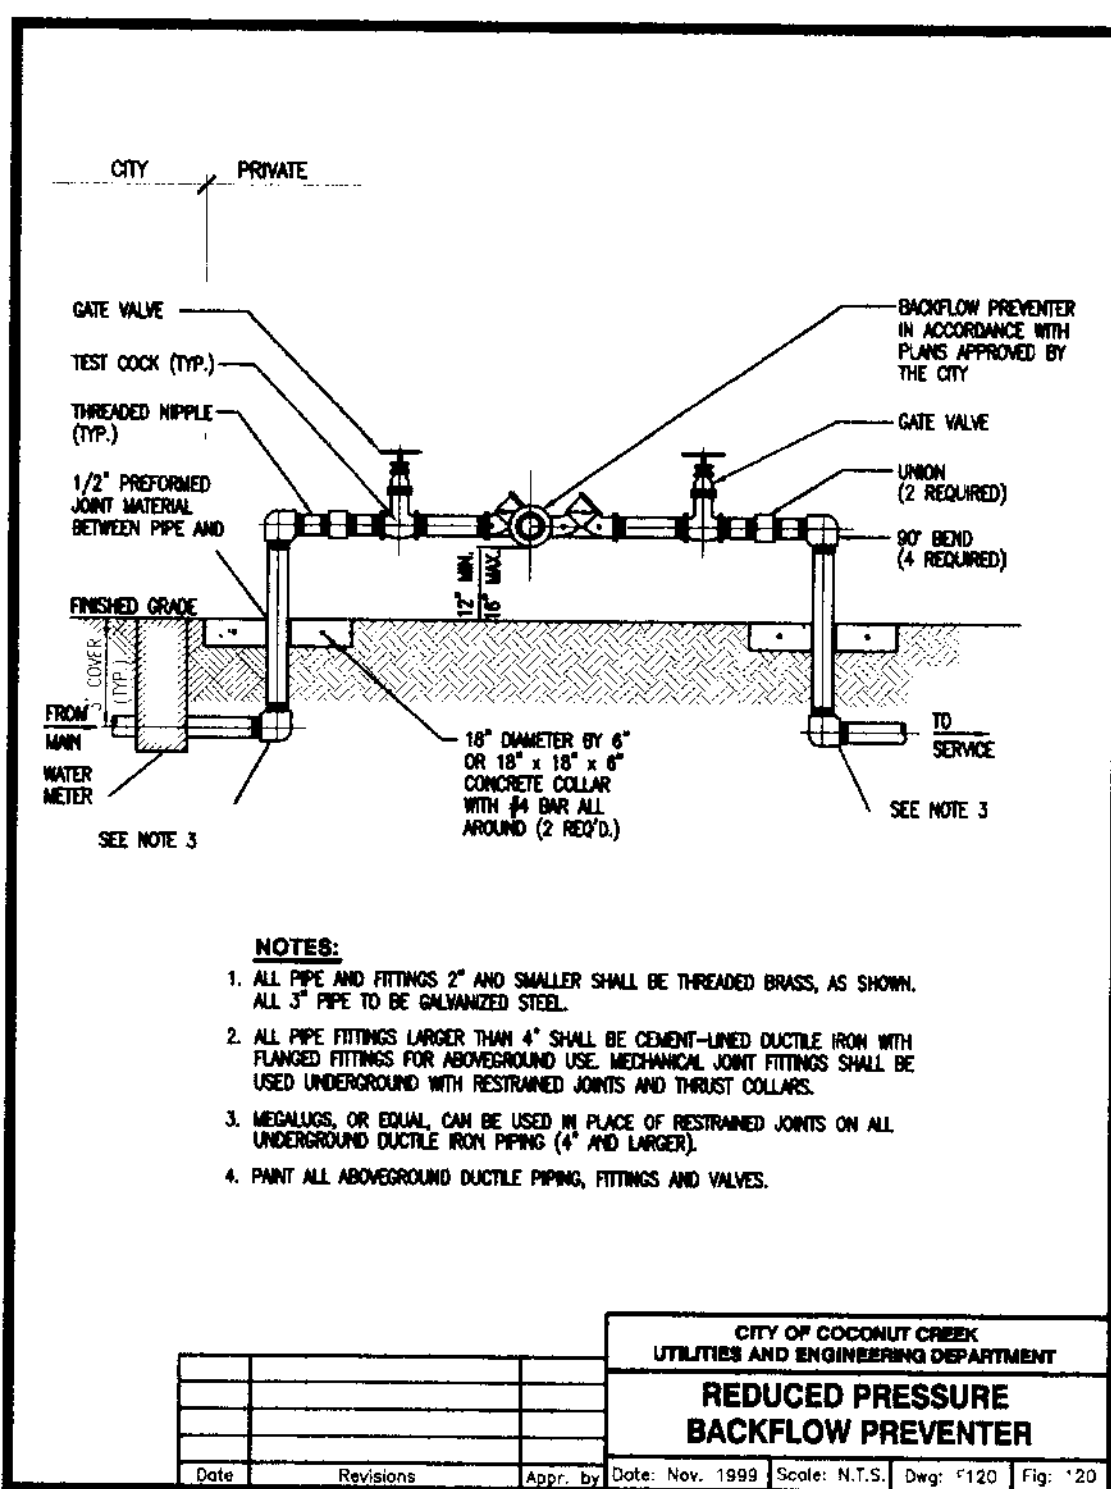 CITY
PRIVATE
GATE VALVE
TEST COCK (TYP.)
THREADED NIPPLE
(TYP.)
1/2" PREFORMED
JOINT MATERIAL
BETWEEN PIPE AND
FINISHED GRADE
COVER
(TYP.)
FROM
MAIN
WATER
METER
SEE NOTE 3
12" MIN.
16" MAX.
18" DIAMETER BY 6"
OR 18" x 18" x 6"
CONCRETE COLLAR
WITH #4 BAR ALL
AROUND (2 REQ'D.)
BACKFLOW PREVENTER
IN ACCORDANCE WITH
PLANS APPROVED BY
THE CITY
GATE VALVE
UNION
(2 REQUIRED)
90° BEND
(4 REQUIRED)
TO
SERVICE
SEE NOTE 3
NOTES:
1. ALL PIPE AND FITTINGS 2" AND SMALLER SHALL BE THREADED BRASS, AS SHOWN.
ALL 3" PIPE TO BE GALVANIZED STEEL.
2. ALL PIPE FITTINGS LARGER THAN 4" SHALL BE CEMENT-LINED DUCTILE IRON WITH
FLANGED FITTINGS FOR ABOVEGROUND USE. MECHANICAL JOINT FITTINGS SHALL BE
USED UNDERGROUND WITH RESTRAINED JOINTS AND THRUST COLLARS.
3. MEGALUGS, OR EQUAL, CAN BE USED IN PLACE OF RESTRAINED JOINTS ON ALL
UNDERGROUND DUCTILE IRON PIPING (4" AND LARGER).
4. PAINT ALL ABOVEGROUND DUCTILE PIPING, FITTINGS AND VALVES.
CITY OF COCONUT CREEK
UTILITIES AND ENGINEERING DEPARTMENT
REDUCED PRESSURE
BACKFLOW PREVENTER
Date Revisions Appr. by
Date: Nov. 1999 Scale: N.T.S. Dwg: Fig: